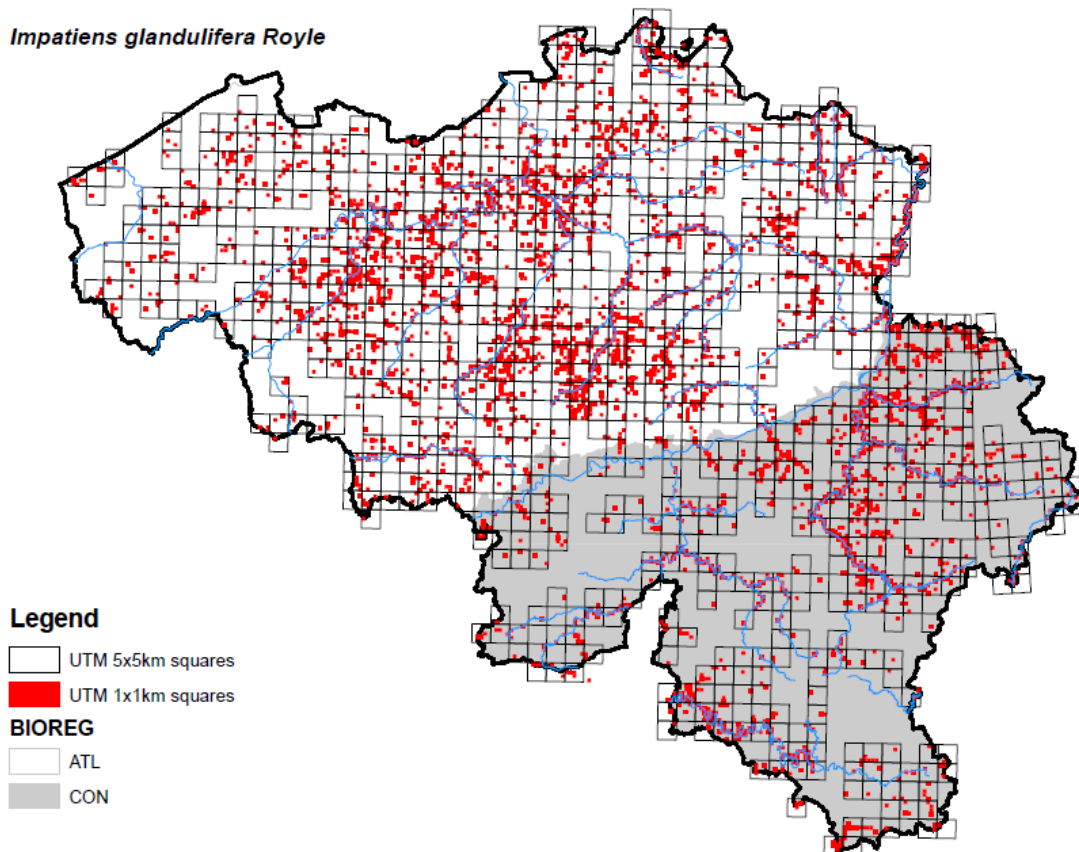 Impatiens glandulifera Royle
Legend
UTM 5x5km squares
UTM 1x1km squares
BIOREG
ATL
CON